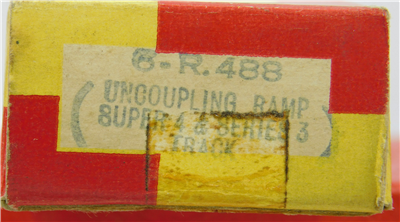 6-R.488
(UNCOUPLING RAMP
SUPER 4 & SERIES 3
TRACK)